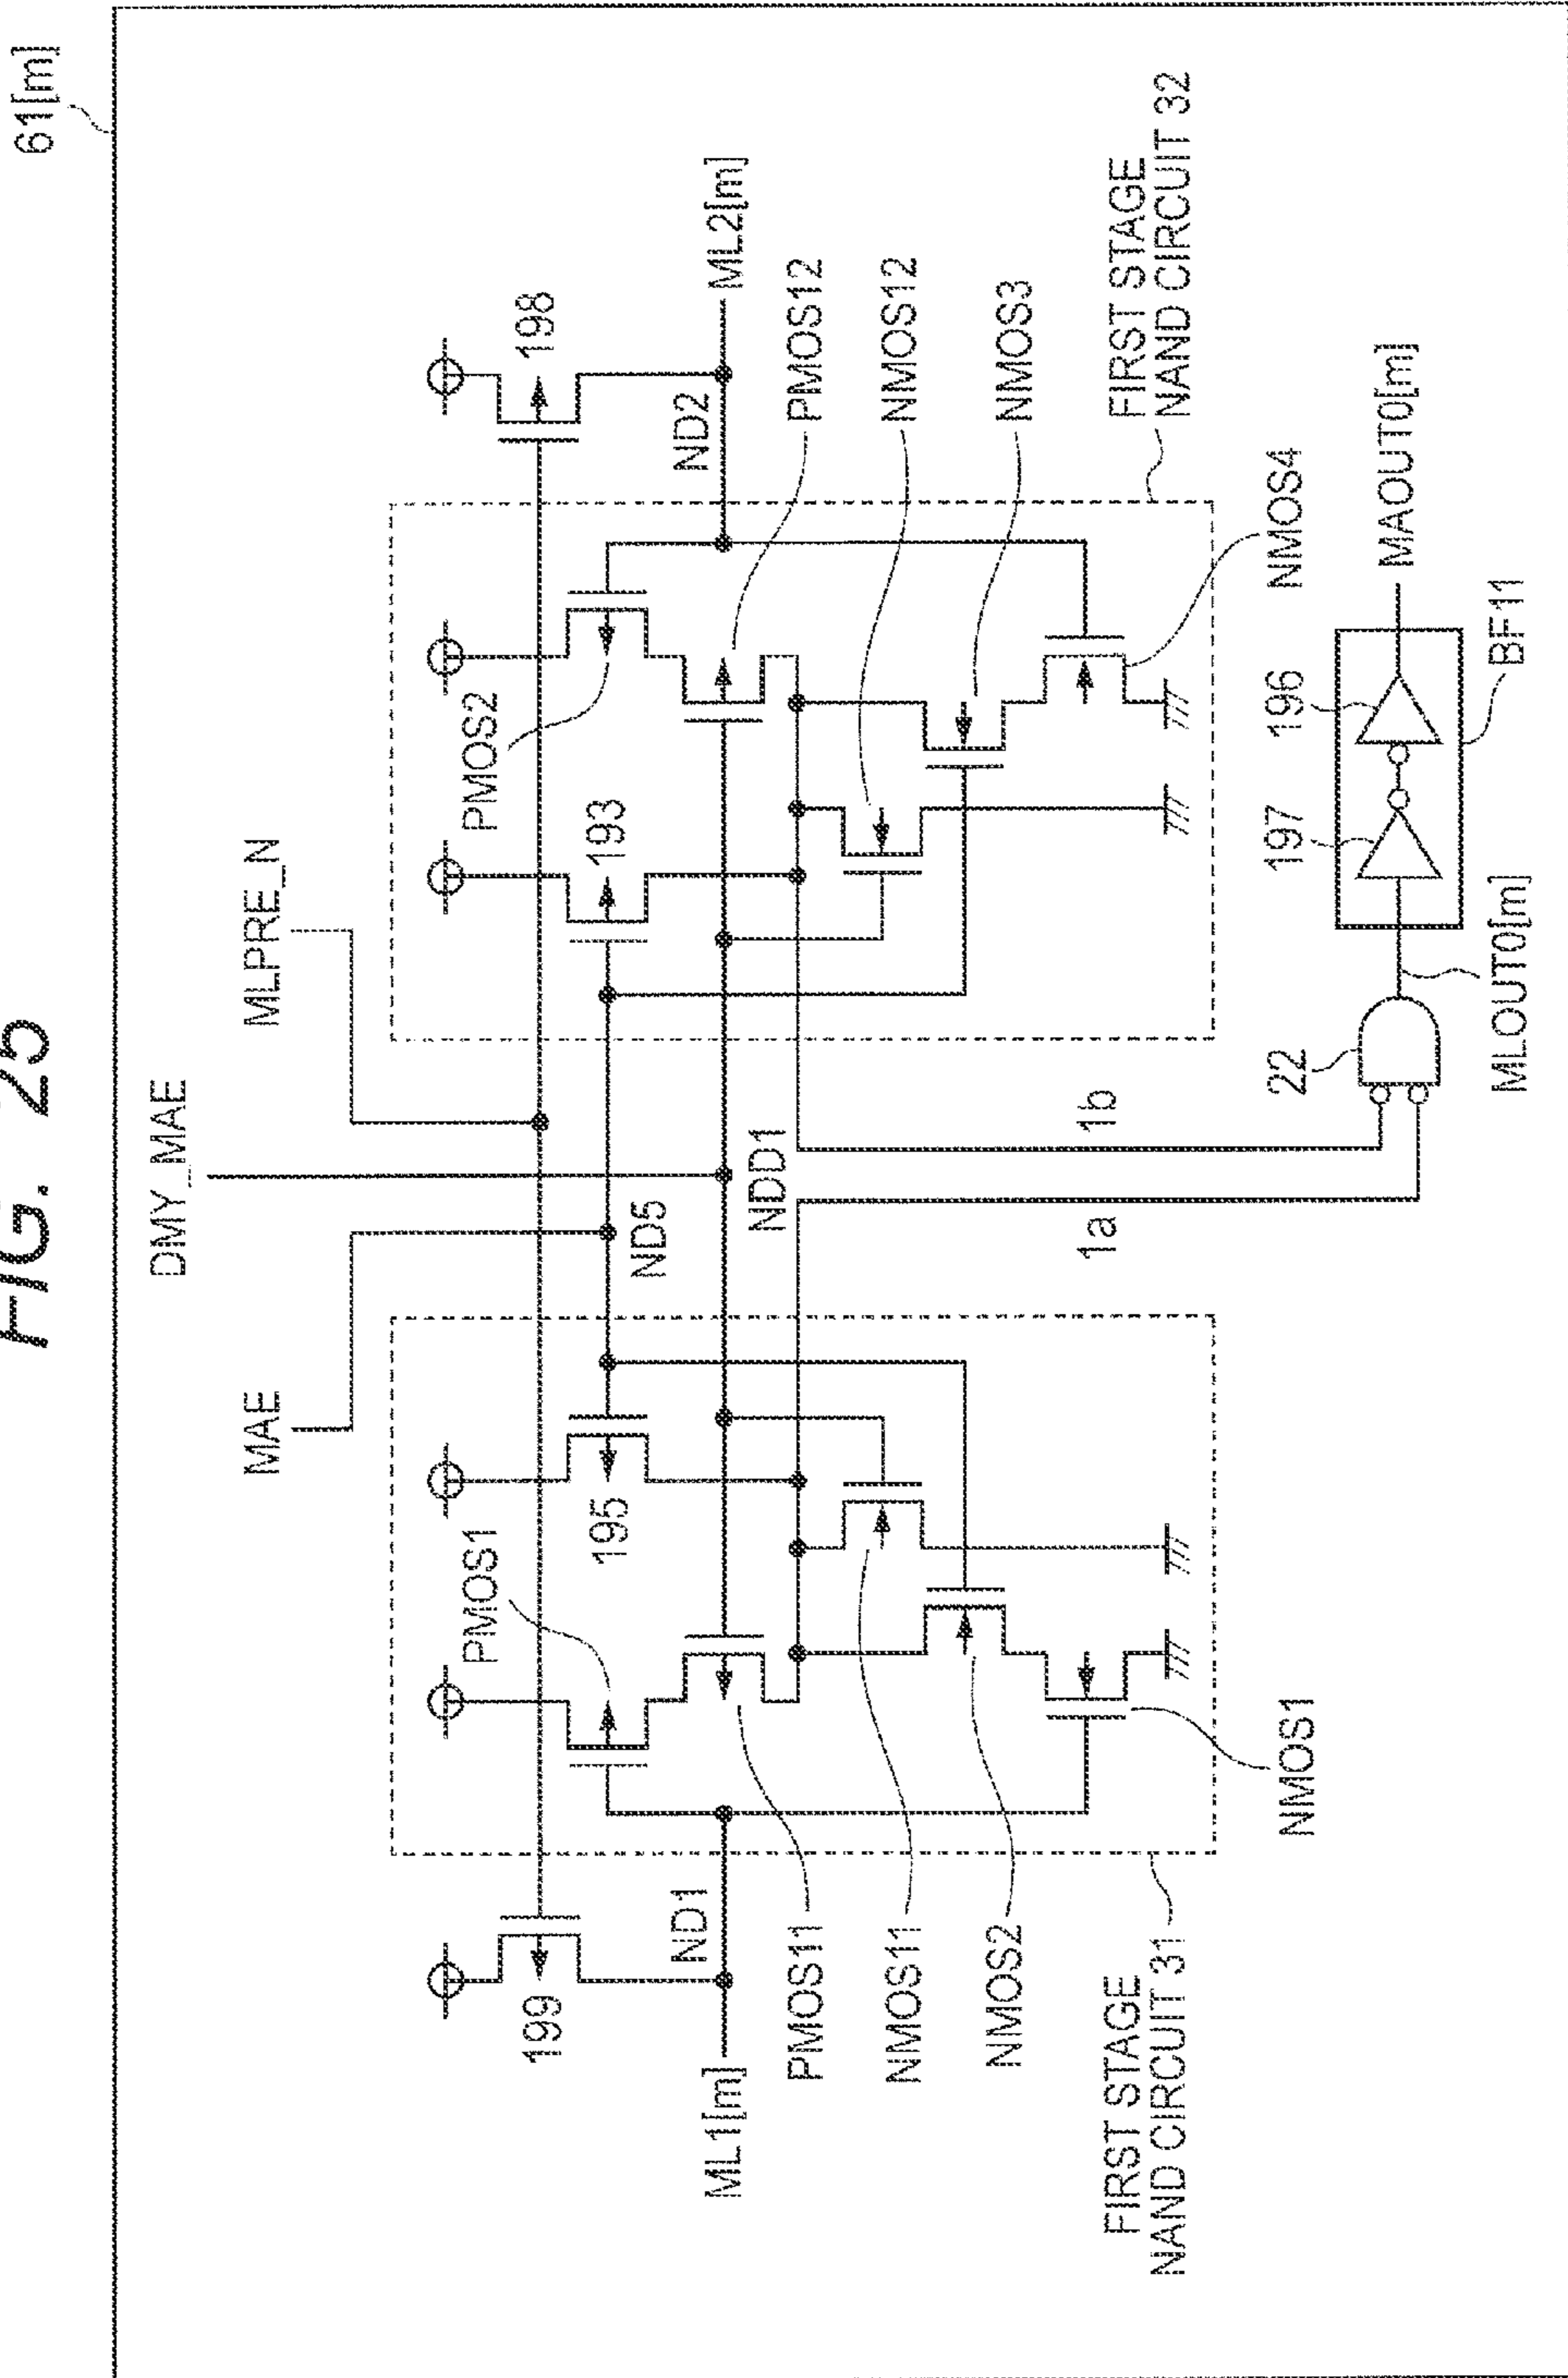 FIG. 25
61[m]
DMY_MAE
MAE
MLPRE_N
PMOS1
195
ND5
193
PMOS2
199
198
ML1[m]
ND1
NDD1
ND2
ML2[m]
PMOS11
NMOS11
NMOS2
PMOS12
NMOS12
NMOS3
FIRST STAGE
NAND CIRCUIT 31
NMOS1
1a
1b
FIRST STAGE
NAND CIRCUIT 32
NMOS4
22
197
196
MAOUT0[m]
MLOUT0[m]
BF11